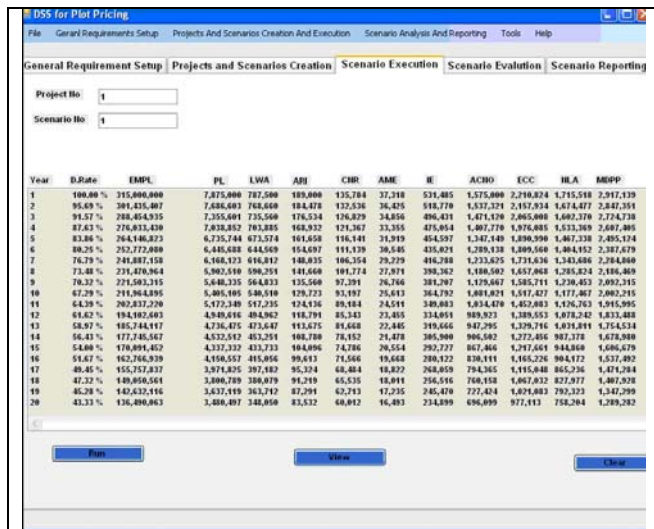 DSS for Plot Pricing
File Geranl Requirements Setup Projects And Scenarios Creation And Execution Scenario Analysis And Reporting Tools Help
General Requirement Setup Projects and Scenarios Creation Scenario Execution Scenario Evalution Scenario Reporting
Project No 1
Scenario No 1
Year D.Rate EMPL PL LWA ARI CNR AME IE ACNO ECC NLA MDPP
1 100.00 % 315,000,000 7,875,000 787,500 189,000 135,784 37,318 531,485 1,575,000 2,210,824 1,715,518 2,917,139
2 95.69 % 301,435,407 7,686,603 768,660 184,478 132,536 36,425 518,770 1,537,321 2,157,934 1,674,477 2,847,351
3 91.57 % 288,454,935 7,355,601 735,560 176,534 126,829 34,856 496,431 1,471,120 2,065,008 1,602,370 2,724,738
4 87.63 % 276,033,430 7,038,852 703,885 168,932 121,367 33,355 475,054 1,407,770 1,976,085 1,533,369 2,607,405
5 83.86 % 264,146,823 6,735,744 673,574 161,658 116,141 31,919 454,597 1,347,149 1,890,990 1,467,338 2,495,124
6 80.25 % 252,772,080 6,445,688 644,569 154,697 111,139 30,545 435,021 1,289,138 1,809,560 1,404,152 2,387,679
7 76.79 % 241,887,158 6,168,123 616,812 148,035 106,354 29,229 416,288 1,233,625 1,731,636 1,343,686 2,284,860
8 73.48 % 231,470,964 5,902,510 590,251 141,660 101,774 27,971 398,362 1,180,502 1,657,068 1,285,824 2,186,469
9 70.32 % 221,503,315 5,648,335 564,833 135,560 97,391 26,766 381,207 1,129,667 1,585,711 1,230,453 2,092,315
10 67.29 % 211,964,895 5,405,105 540,510 129,723 93,197 25,613 364,792 1,081,021 1,517,427 1,177,467 2,002,215
11 64.39 % 202,837,220 5,172,349 517,235 124,136 89,184 24,511 349,083 1,034,470 1,452,083 1,126,763 1,915,995
12 61.62 % 194,102,603 4,949,616 494,962 118,791 85,343 23,455 334,051 989,923 1,389,553 1,078,242 1,833,488
13 58.97 % 185,744,117 4,736,475 473,647 113,675 81,668 22,445 319,666 947,295 1,329,716 1,031,811 1,754,534
14 56.43 % 177,745,567 4,532,512 453,251 108,780 78,152 21,478 305,900 906,502 1,272,456 987,378 1,678,980
15 54.00 % 170,091,452 4,337,332 433,733 104,096 74,786 20,554 292,727 867,466 1,217,661 944,860 1,606,679
16 51.67 % 162,766,939 4,150,557 415,056 99,613 71,566 19,668 280,122 830,111 1,165,226 904,172 1,537,492
17 49.45 % 155,757,837 3,971,825 397,182 95,324 68,484 18,822 268,059 794,365 1,115,048 865,236 1,471,284
18 47.32 % 149,050,561 3,800,789 380,079 91,219 65,535 18,011 256,516 760,158 1,067,032 827,977 1,407,928
19 45.28 % 142,632,116 3,637,119 363,712 87,291 62,713 17,235 245,470 727,424 1,021,083 792,323 1,347,299
20 43.33 % 136,490,063 3,480,497 348,050 83,532 60,012 16,493 234,899 696,099 977,113 758,204 1,289,282
Run View Clear